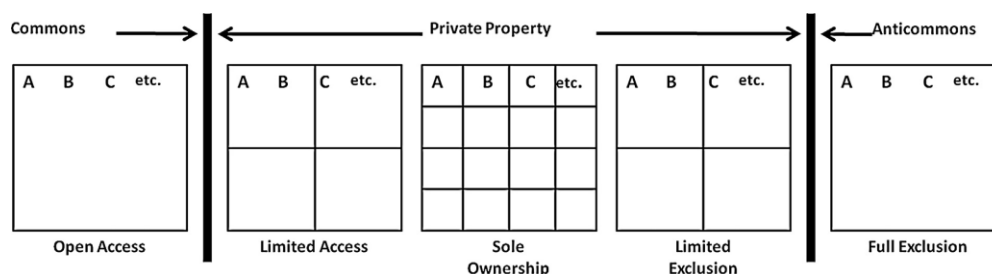 Commons Private Property Anticommons
A B C etc. A B C etc. A B C etc. A B C etc. A B C etc.
Open Access Limited Access Sole Ownership Limited Exclusion Full Exclusion